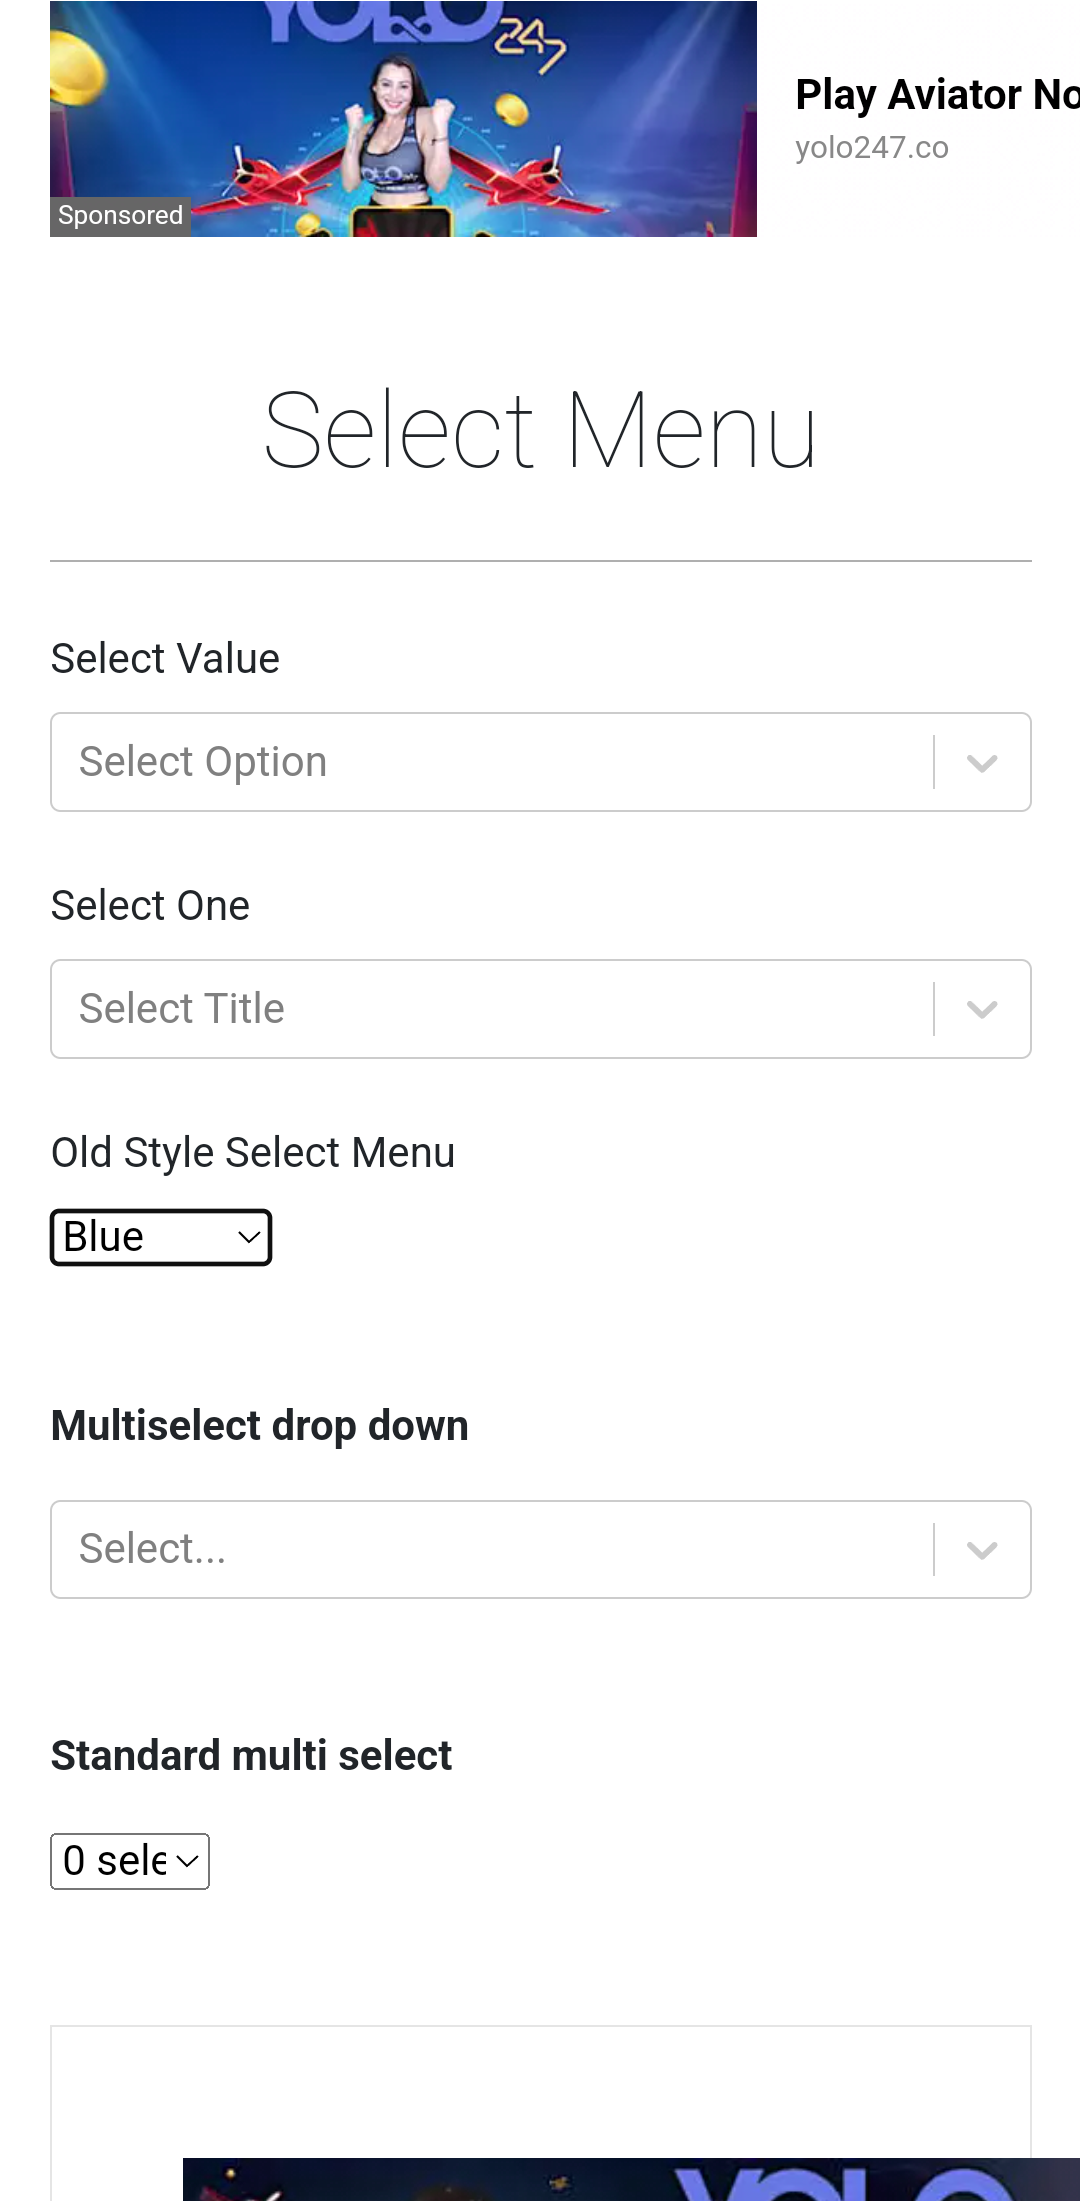 YOLO
247
Play Aviator No
yolo247.co
YOLO
Sponsored
Select Menu
Select Value
Select Option
Select One
Select Title
Old Style Select Menu
Blue
Multiselect drop down
Select...
Standard multi select
0 sele
YOLO